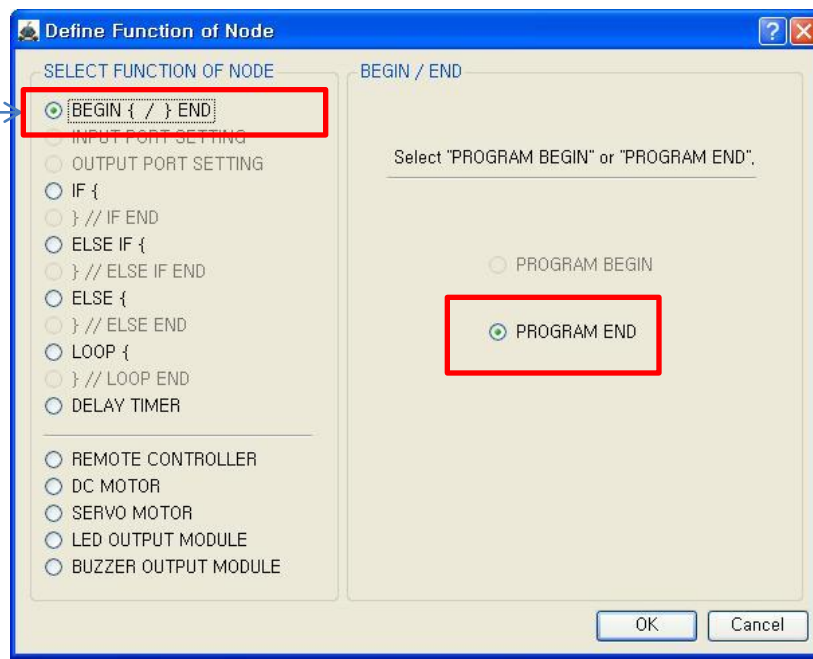 Define Function of Node
SELECT FUNCTION OF NODE
BEGIN { / } END
INPUT PORT SETTING
OUTPUT PORT SETTING
IF {
} // IF END
ELSE IF {
} // ELSE IF END
ELSE {
} // ELSE END
LOOP {
} // LOOP END
DELAY TIMER
REMOTE CONTROLLER
DC MOTOR
SERVO MOTOR
LED OUTPUT MODULE
BUZZER OUTPUT MODULE
BEGIN / END
Select "PROGRAM BEGIN" or "PROGRAM END".
PROGRAM BEGIN
PROGRAM END
OK
Cancel